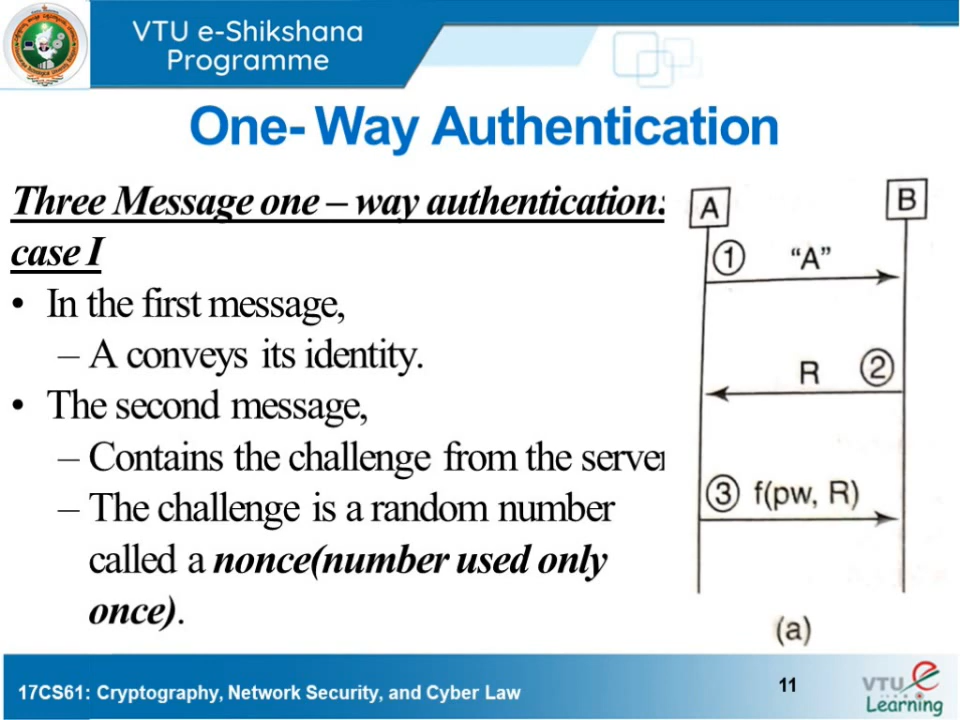 VTU e-Shikshana
Programme
One- Way Authentication
Three Message one – way authentication:
case I
• In the first message,
– A conveys its identity.
• The second message,
– Contains the challenge from the server
– The challenge is a random number
called a nonce(number used only
once).
A
B
① "A"
R ②
③ f(pw, R)
(a)
17CS61: Cryptography, Network Security, and Cyber Law
11
VTU e
Learning